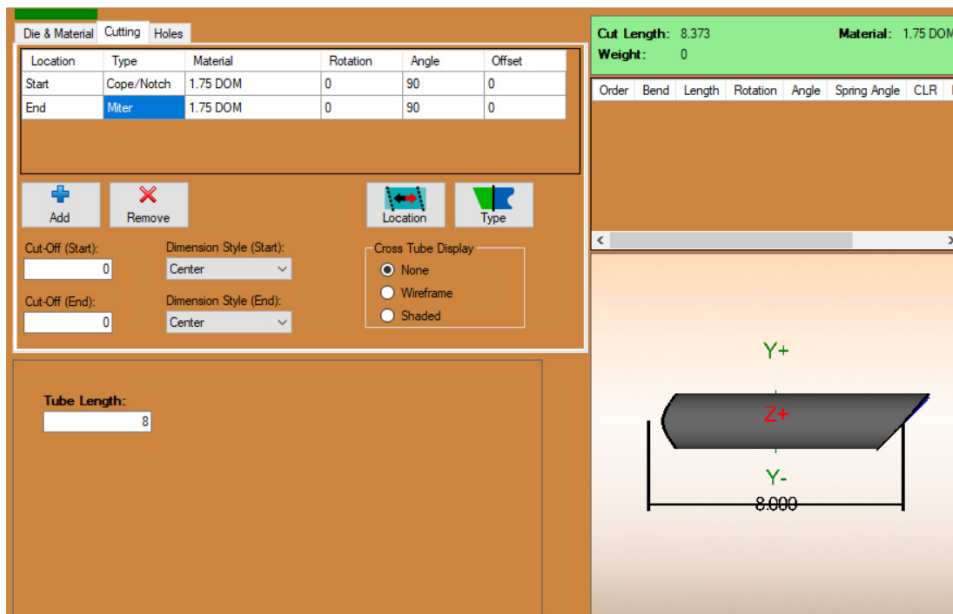 Die & Material Cutting Holes
Location Type Material Rotation Angle Offset
Start Cope/Notch 1.75 DOM 0 90 0
End Miter 1.75 DOM 0 90 0
Add Remove Location Type
Cut-Off (Start): Dimension Style (Start):
0 Center
Cut-Off (End): Dimension Style (End):
0 Center
Cross Tube Display
None
Wireframe
Shaded
Tube Length:
8
Cut Length: 8.373 Material: 1.75 DOM
Weight: 0
Order Bend Length Rotation Angle Spring Angle CLR
Y+
Z+
Y-
8.000